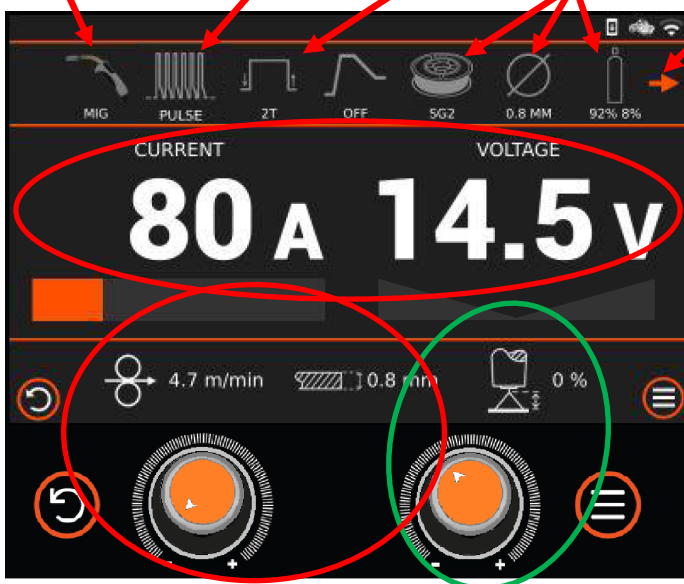 MIG PULSE 2T OFF SG2 0.8 MM 92% 8%
CURRENT VOLTAGE
80 A 14.5 V
4.7 m/min 0.8 mm 0 %
- + - +